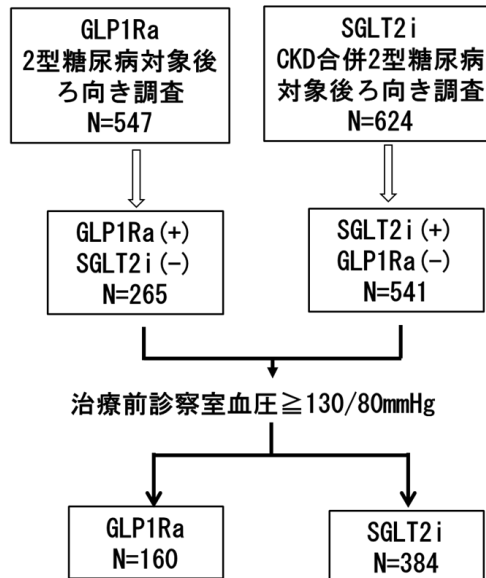 GLP1Ra
2型糖尿病対象後
ろ向き調査
N=547
SGLT2i
CKD合併2型糖尿病
対象後ろ向き調査
N=624
GLP1Ra(+)
SGLT2i(−)
N=265
SGLT2i(+)
GLP1Ra(−)
N=541
治療前診察室血圧≧130/80mmHg
GLP1Ra
N=160
SGLT2i
N=384